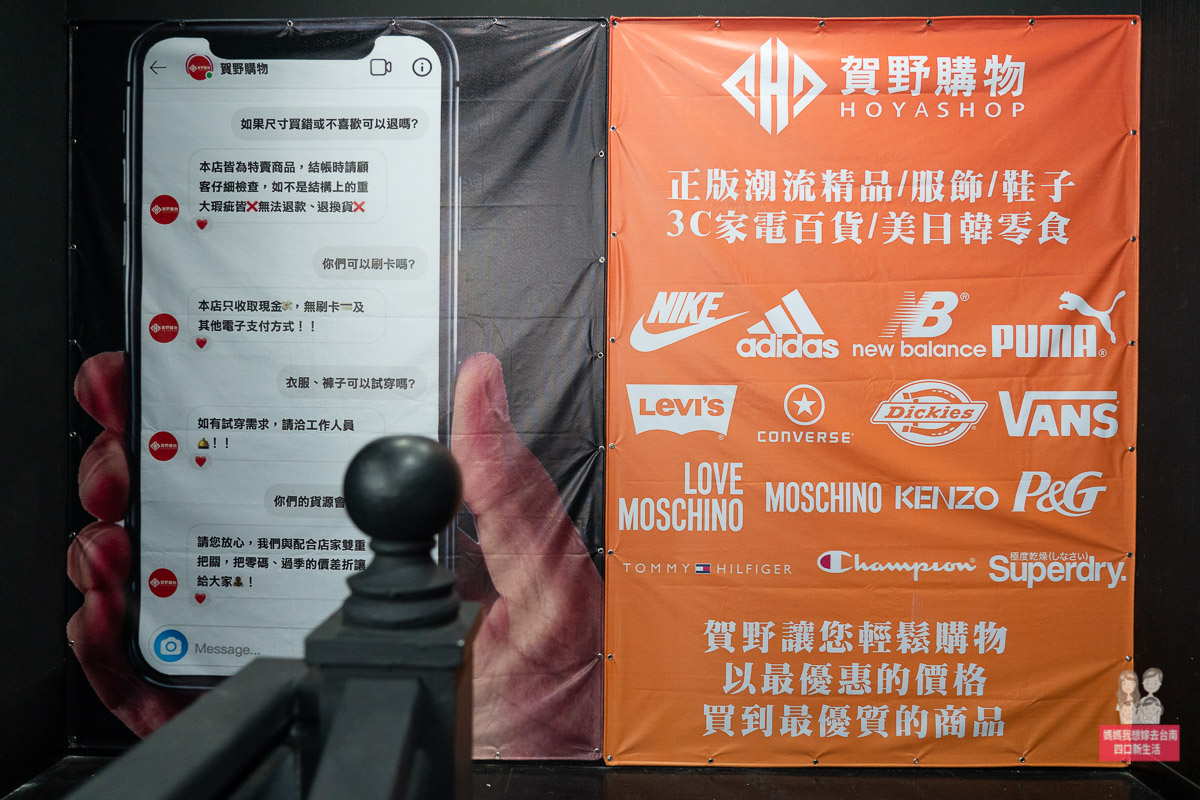 賀野購物
如果尺寸買錯或不喜歡可以退嗎?
本店皆為特賣商品，結帳時請顧
客仔細檢查，如不是結構上的重
大瑕疵皆❌無法退款、退換貨❌
你們可以刷卡嗎?
本店只收取現金💸，無刷卡💳及
其他電子支付方式！！
衣服、褲子可以試穿嗎?
如有試穿需求，請洽工作人員
🛎！！
你們的貨源會
請您放心，我們與配合店家雙重
把關，把零碼、過季的價差折讓
給大家！
Message...
賀野購物
HOYASHOP
正版潮流精品/服飾/鞋子
3C家電百貨/美日韓零食
NIKE adidas new balance PUMA
LEVI'S CONVERSE Dickies VANS
LOVE MOSCHINO MOSCHINO KENZO P&G
TOMMY HILFIGER Champion 極度乾燥(しなさい) Superdry.
賀野讓您輕鬆購物
以最優惠的價格
買到最優質的商品
媽媽我想嫁去台南
四口新生活